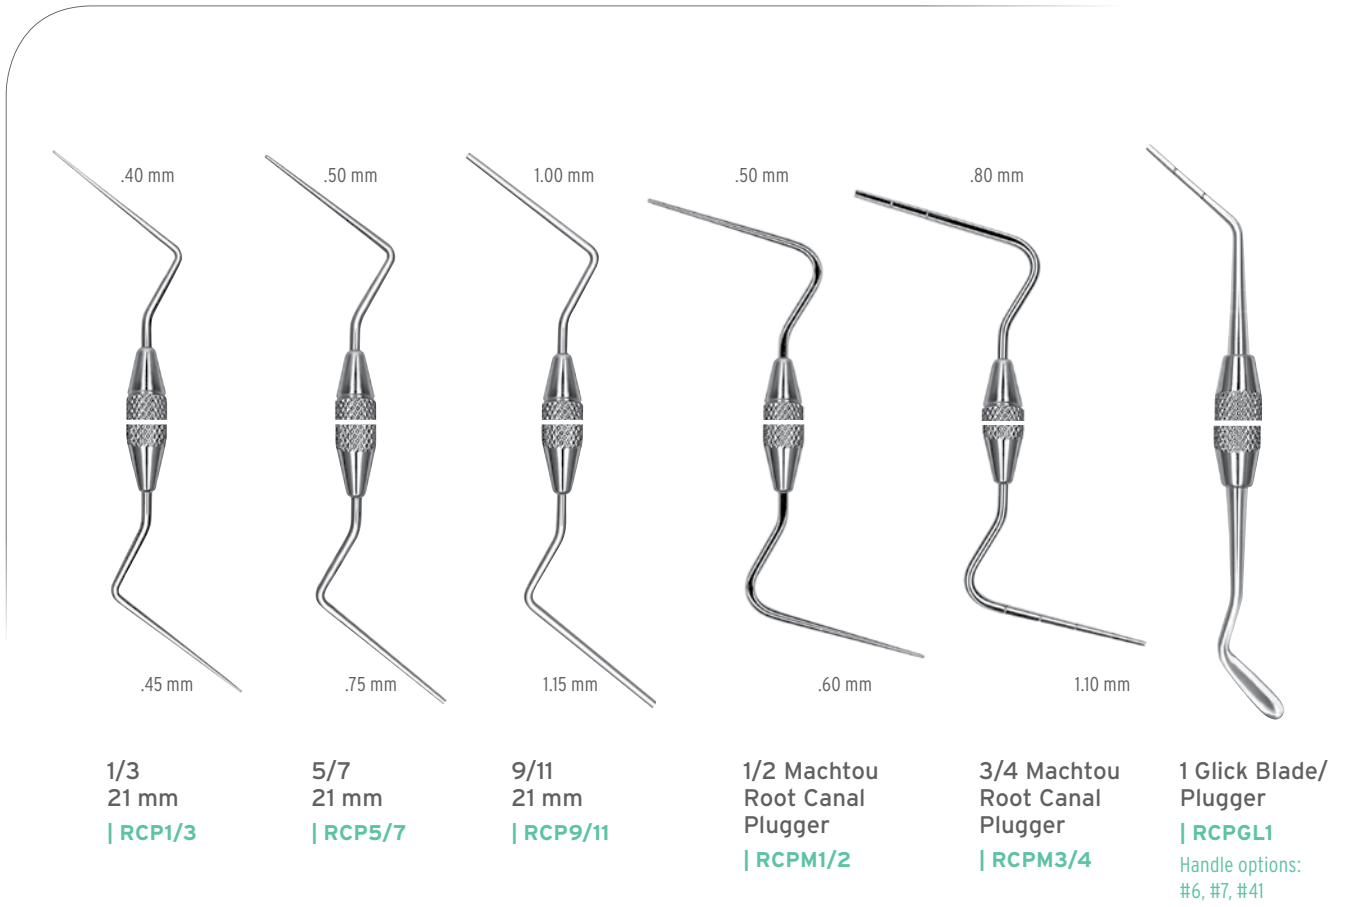 .40 mm
.50 mm
1.00 mm
.50 mm
.80 mm
.45 mm
.75 mm
1.15 mm
.60 mm
1.10 mm
1/3
21 mm
| RCP1/3
5/7
21 mm
| RCP5/7
9/11
21 mm
| RCP9/11
1/2 Machtou
Root Canal
Plugger
| RCPM1/2
3/4 Machtou
Root Canal
Plugger
| RCPM3/4
1 Glick Blade/
Plugger
| RCPGL1
Handle options:
#6, #7, #41